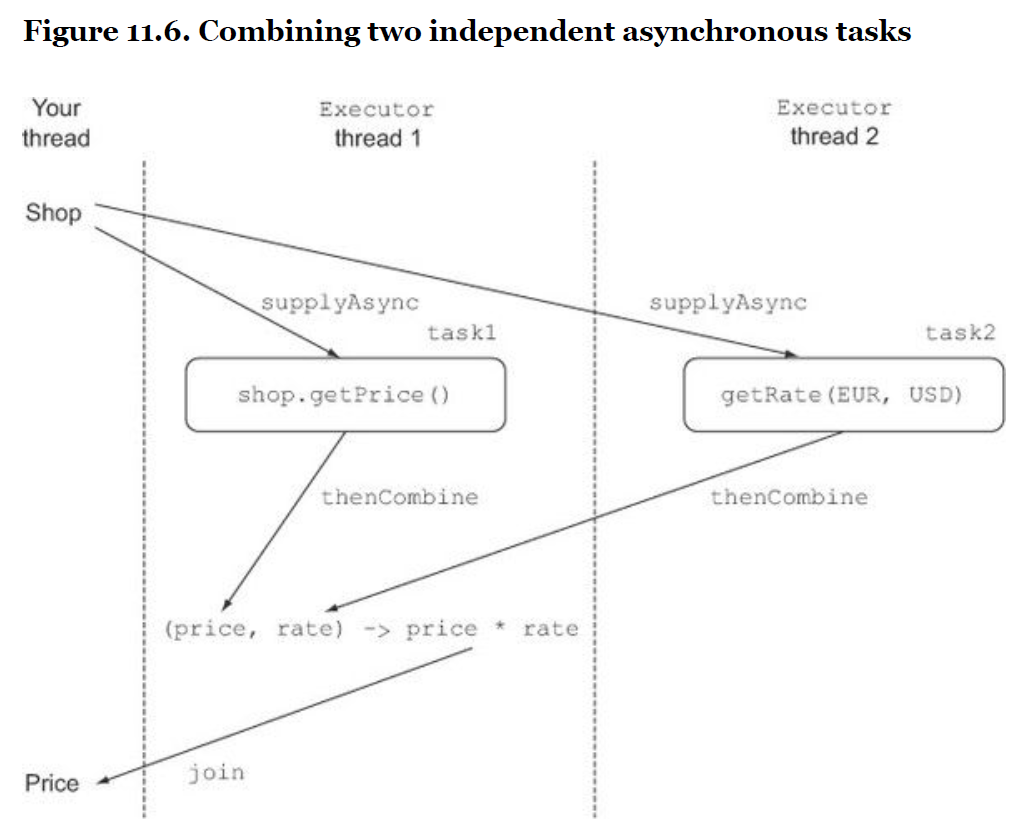 Figure 11.6. Combining two independent asynchronous tasks
Your
thread
Executor
thread 1
Executor
thread 2
Shop
supplyAsync
supplyAsync
task1
task2
shop.getPrice()
getRate(EUR, USD)
thenCombine
thenCombine
(price, rate) -> price * rate
join
Price